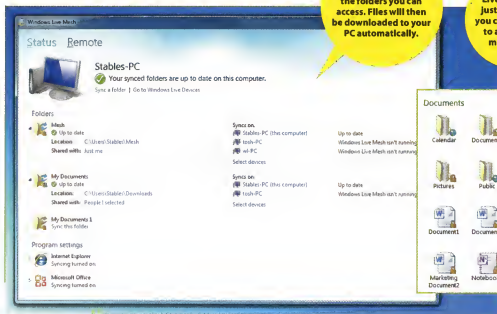 the folders you can
access. Files will then
be downloaded to your
PC automatically.
Live
just
you c
to a
m
Windows Live Mesh
Status Remote
Stables-PC
Your synced folders are up to date on this computer.
Sync a folder | Go to Windows Live Devices
Folders
Mesh
Up to date
Location: C:\Users\Stables\Mesh
Shared with: Just me
Syncs on:
Stables-PC (this computer) Up to date
tosh-PC Windows Live Mesh isn't running
wl-PC Windows Live Mesh isn't running
Select devices
My Documents
Up to date
Location: C:\Users\Stables\Downloads
Shared with: People I selected
Syncs on:
Stables-PC (this computer) Up to date
tosh-PC Windows Live Mesh isn't running
Select devices
My Documents 1
Sync this folder
Program settings
Internet Explorer
Syncing turned on
Microsoft Office
Syncing turned on
Documents
Calendar Documen
Pictures Public
Document1 Documen
Marketing Noteboo
Document2